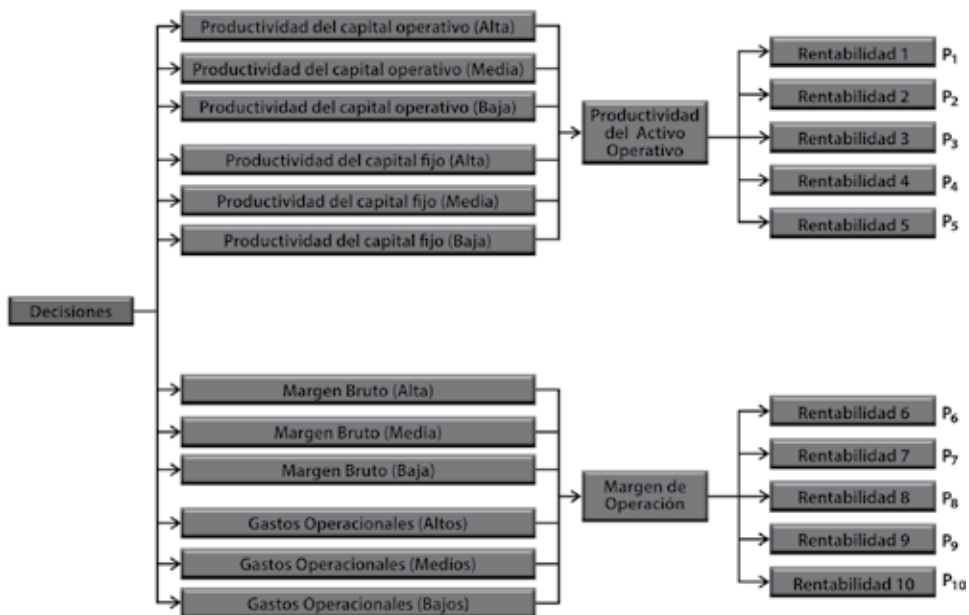 Decisiones
Productividad del capital operativo (Alta)
Productividad del capital operativo (Media)
Productividad del capital operativo (Baja)
Productividad del capital fijo (Alta)
Productividad del capital fijo (Media)
Productividad del capital fijo (Baja)
Productividad
del Activo
Operativo
Rentabilidad 1 P1
Rentabilidad 2 P2
Rentabilidad 3 P3
Rentabilidad 4 P4
Rentabilidad 5 P5
Margen Bruto (Alta)
Margen Bruto (Media)
Margen Bruto (Baja)
Gastos Operacionales (Altos)
Gastos Operacionales (Medios)
Gastos Operacionales (Bajos)
Margen de
Operación
Rentabilidad 6 P6
Rentabilidad 7 P7
Rentabilidad 8 P8
Rentabilidad 9 P9
Rentabilidad 10 P10